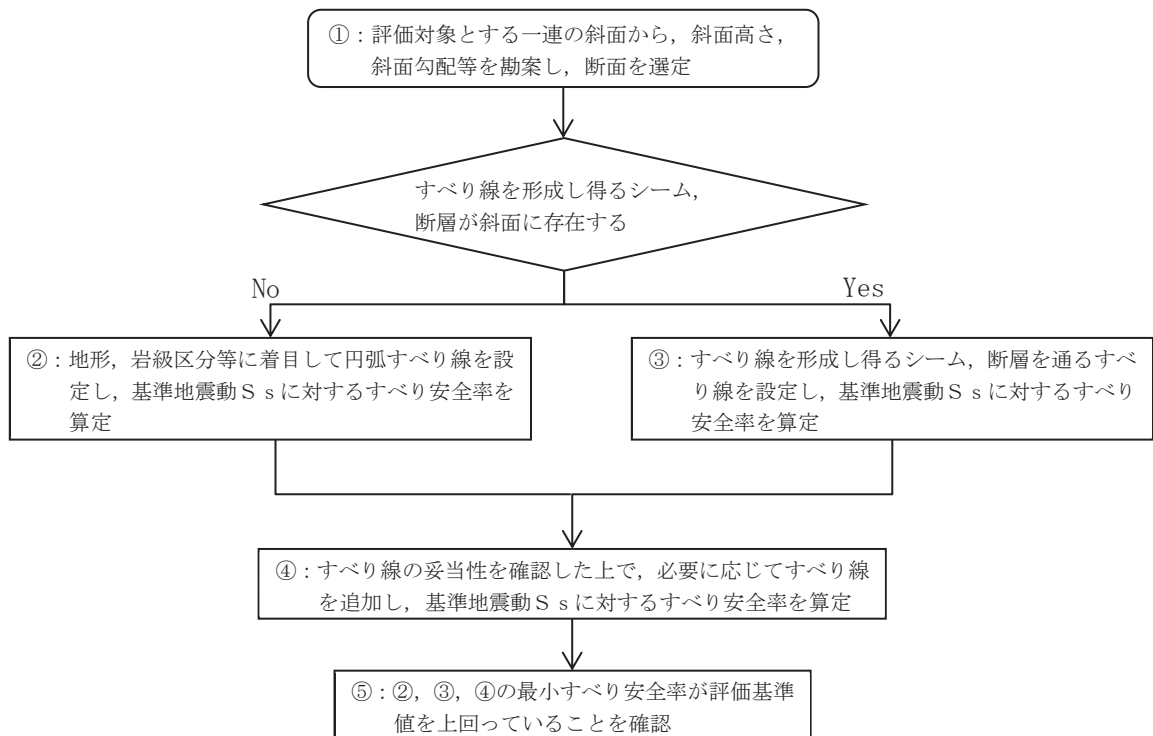 ①：評価対象とする一連の斜面から，斜面高さ，
斜面勾配等を勘案し，断面を選定
すべり線を形成し得るシーム，
断層が斜面に存在する
No
Yes
②：地形，岩級区分等に着目して円弧すべり線を設
定し，基準地震動Ｓｓに対するすべり安全率を
算定
③：すべり線を形成し得るシーム，断層を通るすべ
り線を設定し，基準地震動Ｓｓに対するすべり
安全率を算定
④：すべり線の妥当性を確認した上で，必要に応じてすべり線
を追加し，基準地震動Ｓｓに対するすべり安全率を算定
⑤：②，③，④の最小すべり安全率が評価基準
値を上回っていることを確認